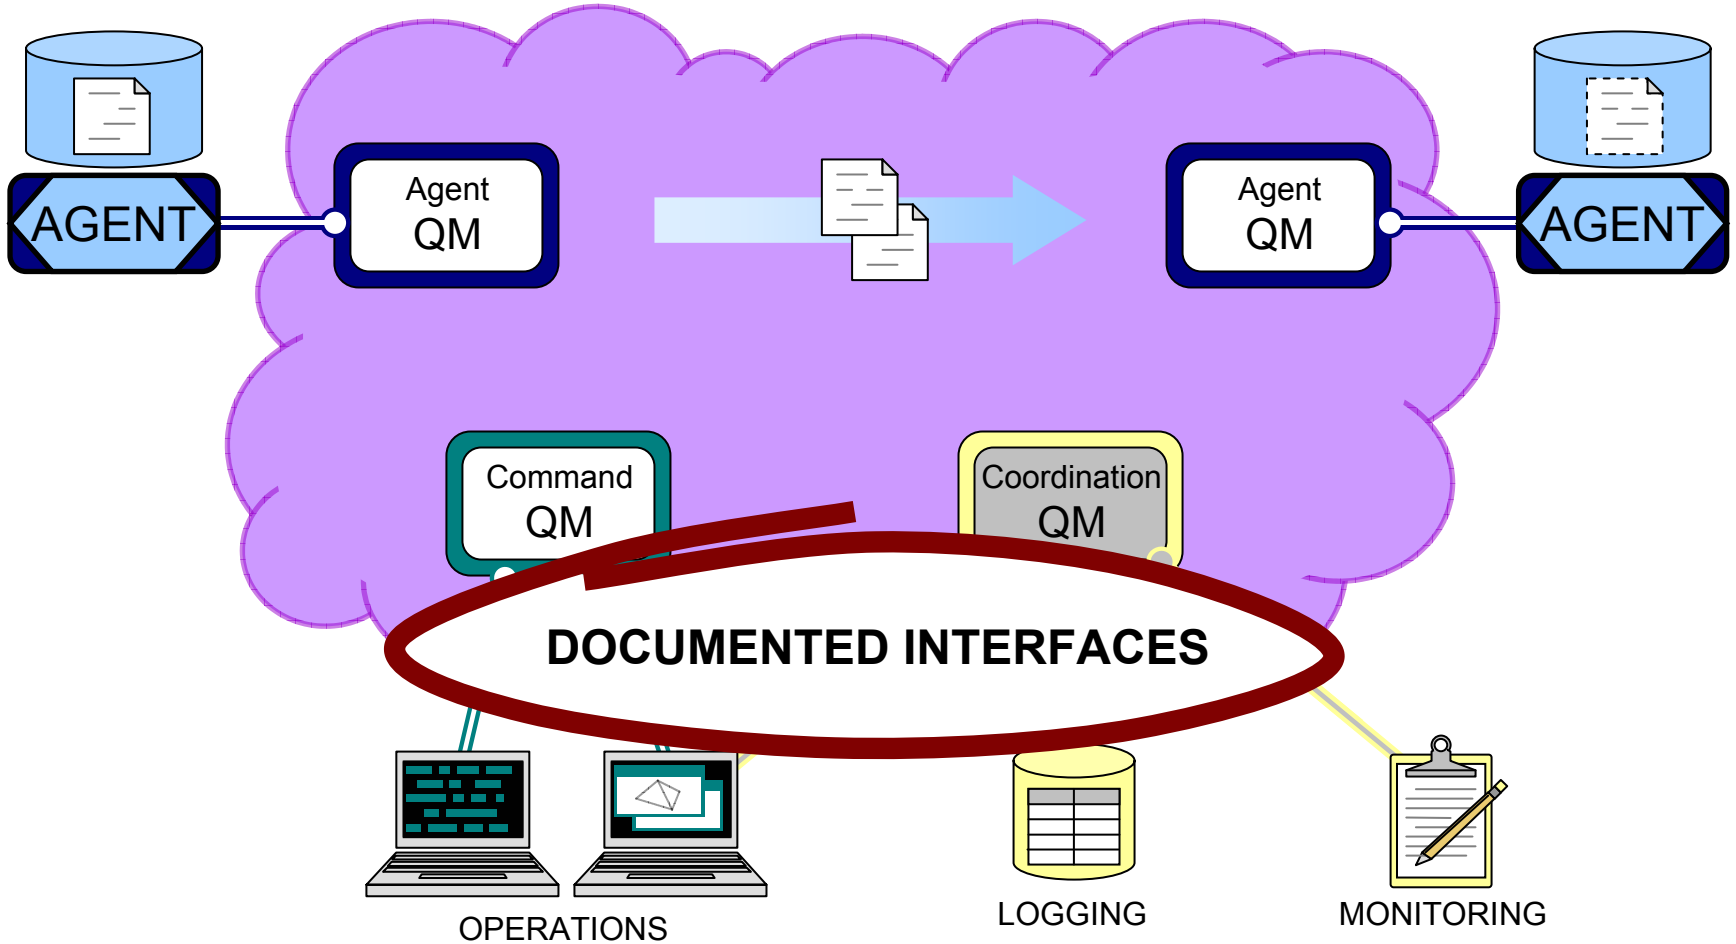 AGENT
Agent
QM
Agent
QM
AGENT
Command
QM
Coordination
QM
DOCUMENTED INTERFACES
OPERATIONS
LOGGING
MONITORING